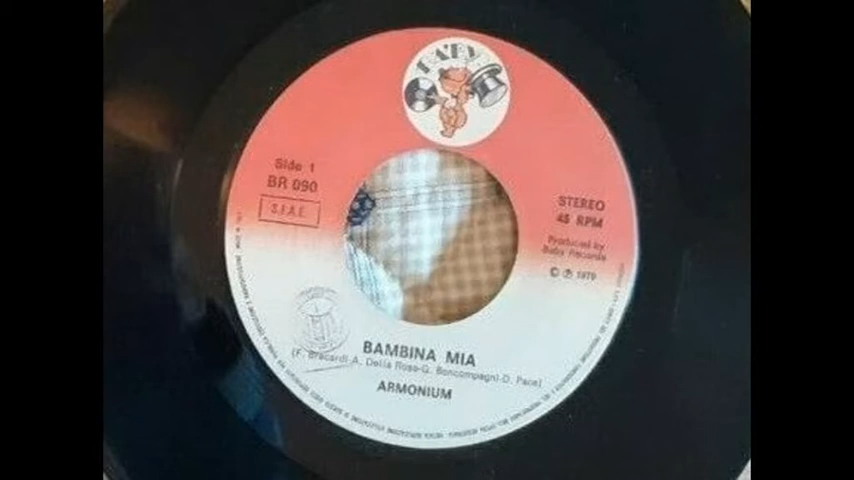 BABY
Side 1
BR 090
S.I.A.E.
STEREO
45 RPM
Produced by
Baby Records
© ℗ 1979
BAMBINA MIA
(F. Bracardi-A. Della Rosa-G. Boncompagni-D. Pace)
ARMONIUM